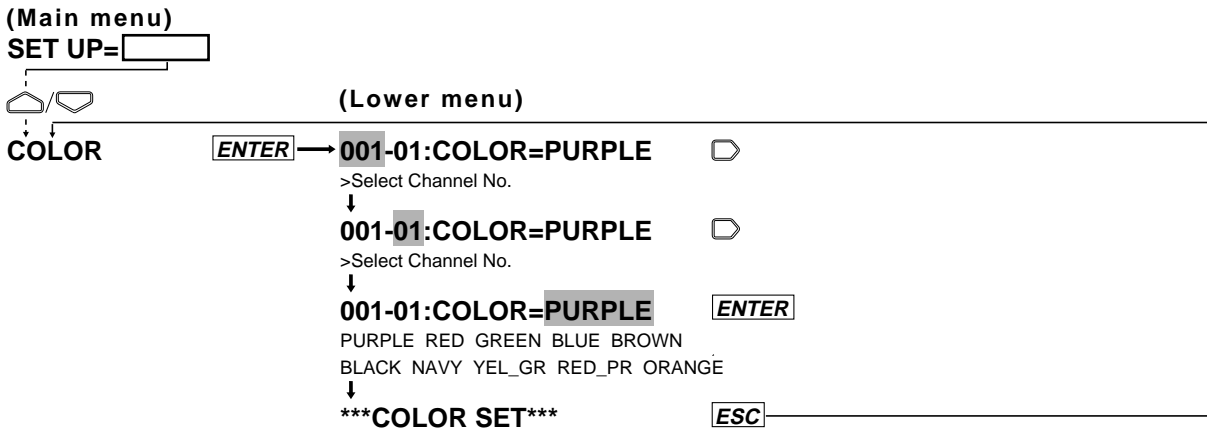 (Main menu)
SET UP=
/
(Lower menu)
COLOR ENTER 001-01:COLOR=PURPLE
>Select Channel No.
001-01:COLOR=PURPLE
>Select Channel No.
001-01:COLOR=PURPLE ENTER
PURPLE RED GREEN BLUE BROWN
BLACK NAVY YEL_GR RED_PR ORANGE
***COLOR SET*** ESC